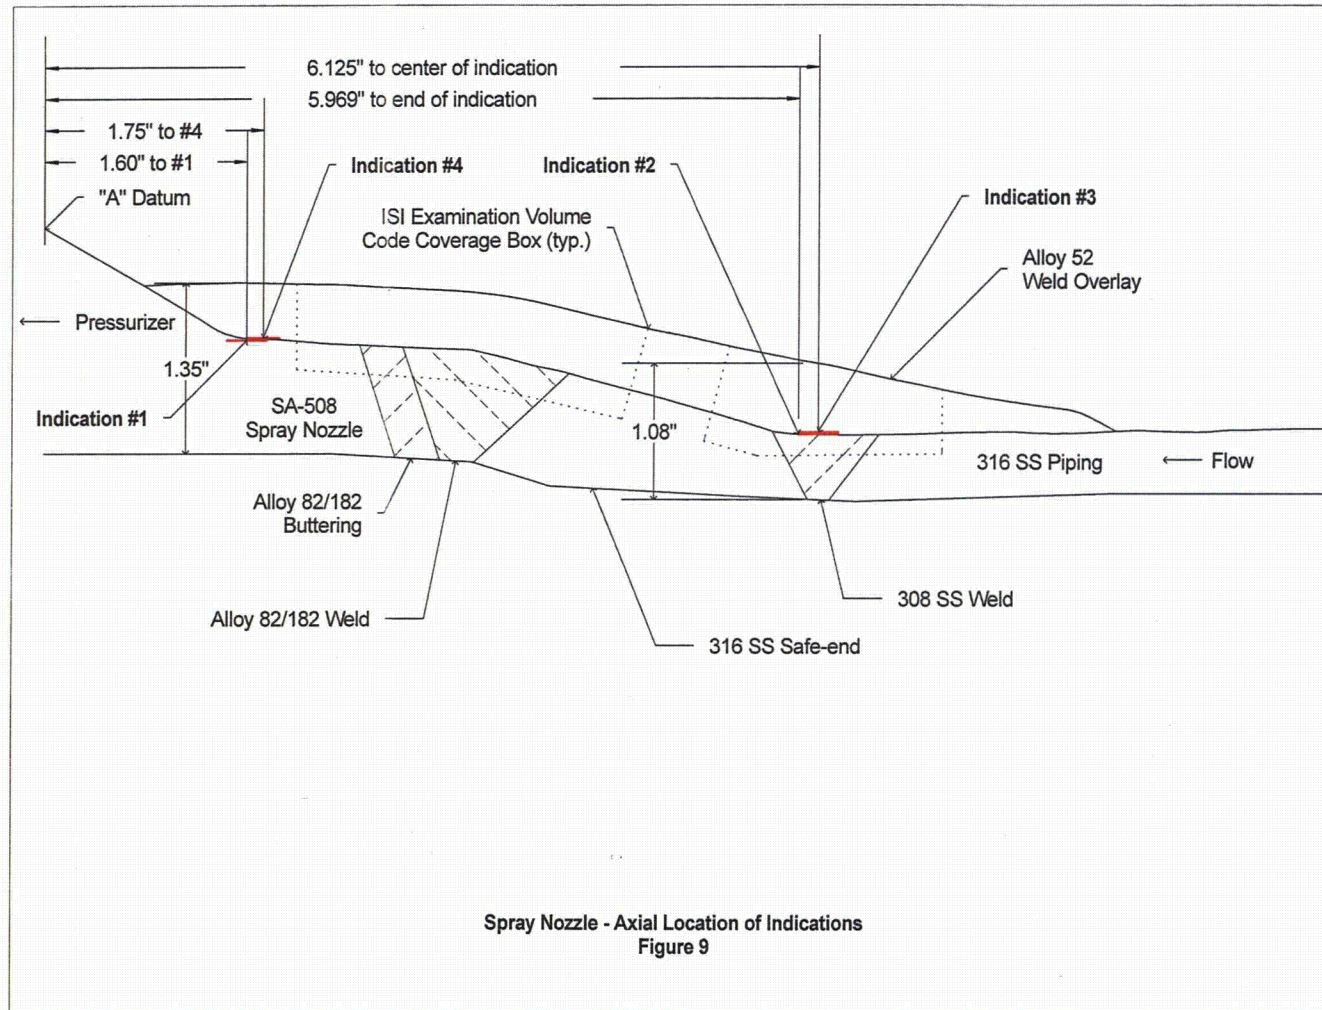 6.125" to center of indication
5.969" to end of indication
1.75" to #4
1.60" to #1
"A" Datum
Indication #4
Indication #2
Indication #3
ISI Examination Volume
Code Coverage Box (typ.)
Alloy 52
Weld Overlay
Pressurizer
1.35"
Indication #1
SA-508
Spray Nozzle
1.08"
316 SS Piping
Flow
Alloy 82/182
Buttering
Alloy 82/182 Weld
308 SS Weld
316 SS Safe-end
Spray Nozzle - Axial Location of Indications
Figure 9